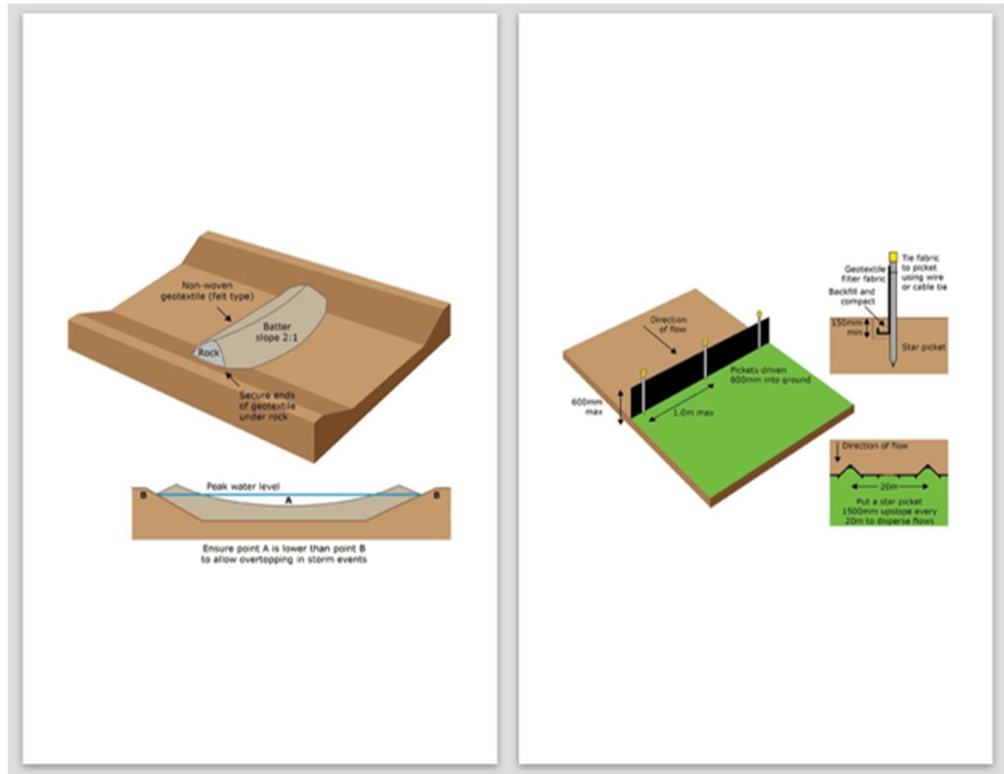 Non-woven
geotextile (felt type)
Batter
slope 2:1
Rock
Secure ends
of geotextile
under rock
Peak water level
B
A
B
Ensure point A is lower than point B
to allow overtopping in storm events
Direction
of flow
Pickets driven
600mm into ground
600mm
max
1.0m max
Geotextile
filter fabric
Tie fabric
to picket
using wire
or cable tie
Backfill and
compact
150mm
min
Star picket
Direction of flow
20m
Put a star picket
1500mm upslope every
20m to disperse flows